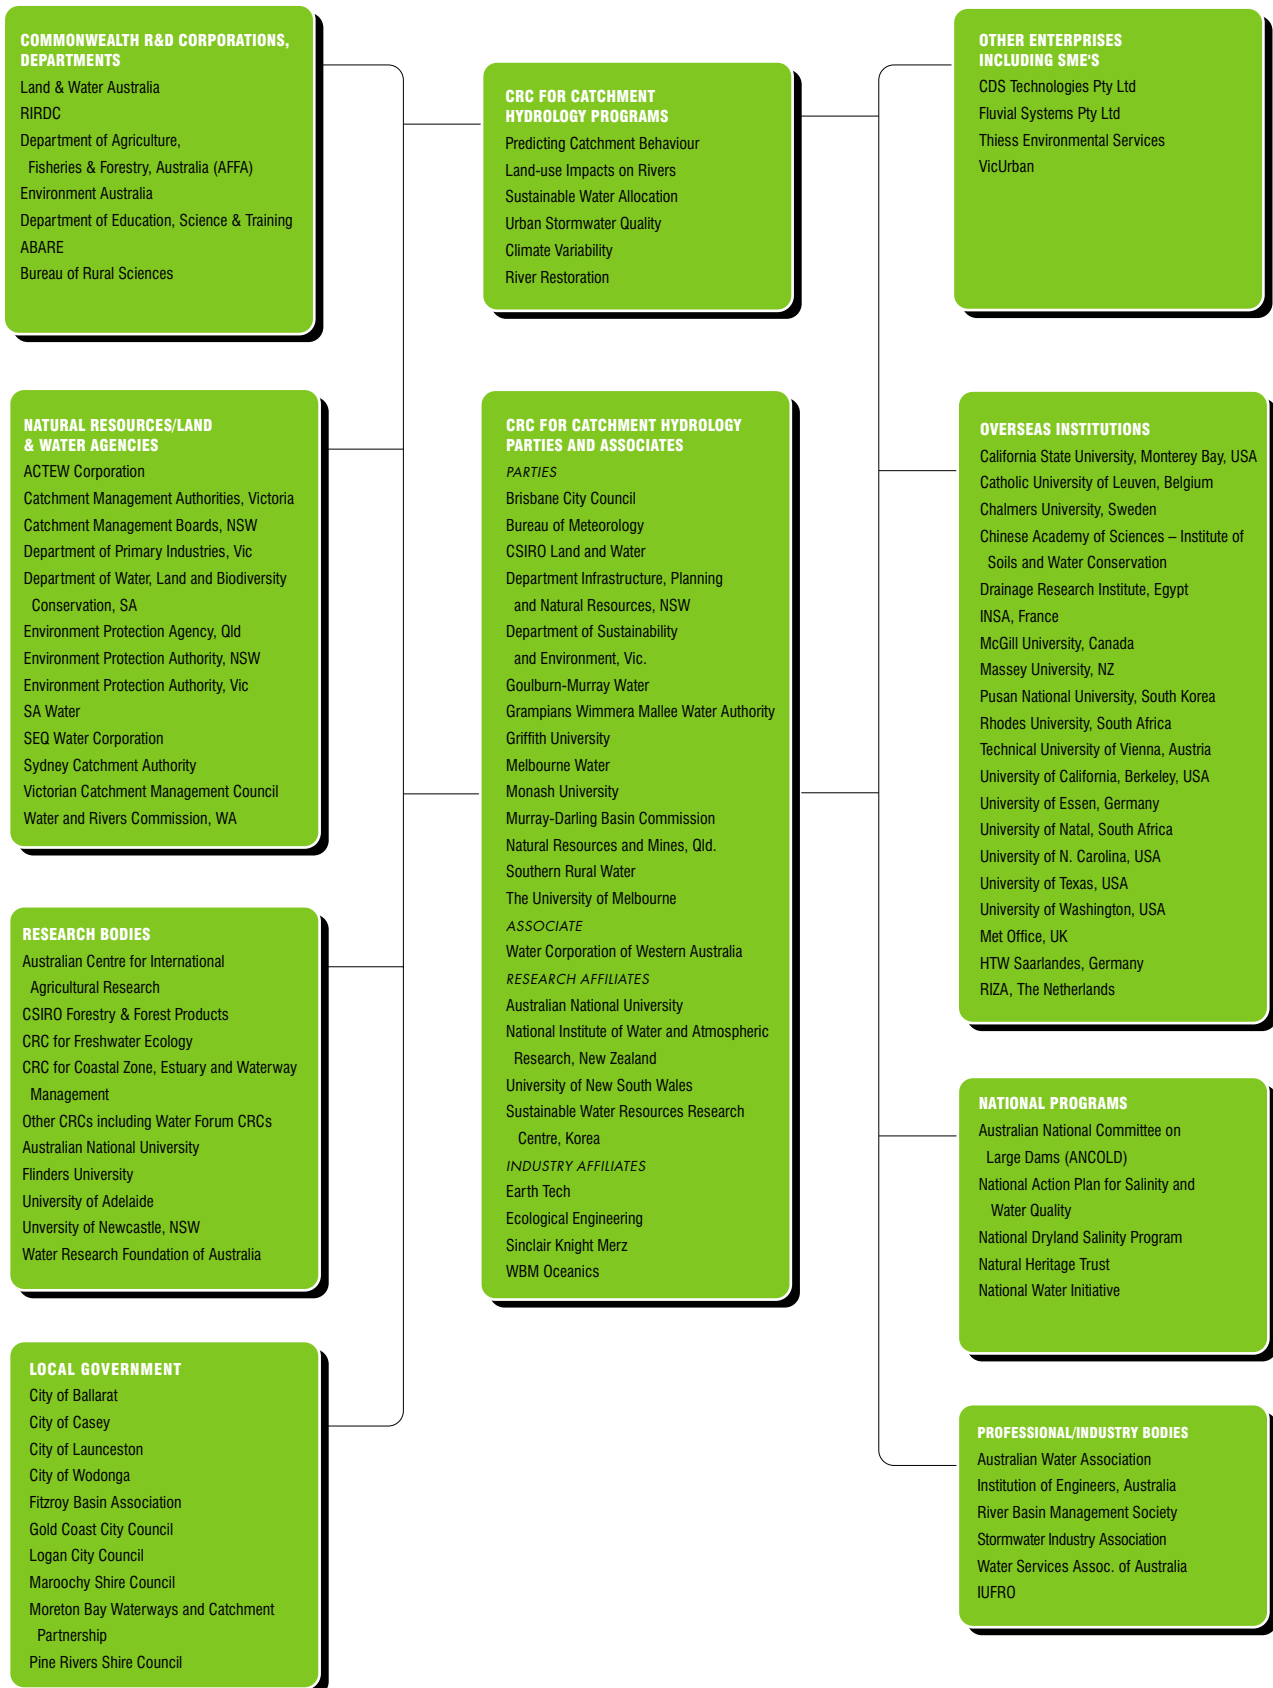 COMMONWEALTH R&D CORPORATIONS,
DEPARTMENTS
Land & Water Australia
RIRDC
Department of Agriculture,
Fisheries & Forestry, Australia (AFFA)
Environment Australia
Department of Education, Science & Training
ABARE
Bureau of Rural Sciences
NATURAL RESOURCES/LAND
& WATER AGENCIES
ACTEW Corporation
Catchment Management Authorities, Victoria
Catchment Management Boards, NSW
Department of Primary Industries, Vic
Department of Water, Land and Biodiversity
Conservation, SA
Environment Protection Agency, Qld
Environment Protection Authority, NSW
Environment Protection Authority, Vic
SA Water
SEQ Water Corporation
Sydney Catchment Authority
Victorian Catchment Management Council
Water and Rivers Commission, WA
RESEARCH BODIES
Australian Centre for International
Agricultural Research
CSIRO Forestry & Forest Products
CRC for Freshwater Ecology
CRC for Coastal Zone, Estuary and Waterway
Management
Other CRCs including Water Forum CRCs
Australian National University
Flinders University
University of Adelaide
Unversity of Newcastle, NSW
Water Research Foundation of Australia
LOCAL GOVERNMENT
City of Ballarat
City of Casey
City of Launceston
City of Wodonga
Fitzroy Basin Association
Gold Coast City Council
Logan City Council
Maroochy Shire Council
Moreton Bay Waterways and Catchment
Partnership
Pine Rivers Shire Council
CRC FOR CATCHMENT
HYDROLOGY PROGRAMS
Predicting Catchment Behaviour
Land-use Impacts on Rivers
Sustainable Water Allocation
Urban Stormwater Quality
Climate Variability
River Restoration
CRC FOR CATCHMENT HYDROLOGY
PARTIES AND ASSOCIATES
PARTIES
Brisbane City Council
Bureau of Meteorology
CSIRO Land and Water
Department Infrastructure, Planning
and Natural Resources, NSW
Department of Sustainability
and Environment, Vic.
Goulburn-Murray Water
Grampians Wimmera Mallee Water Authority
Griffith University
Melbourne Water
Monash University
Murray-Darling Basin Commission
Natural Resources and Mines, Qld.
Southern Rural Water
The University of Melbourne
ASSOCIATE
Water Corporation of Western Australia
RESEARCH AFFILIATES
Australian National University
National Institute of Water and Atmospheric
Research, New Zealand
University of New South Wales
Sustainable Water Resources Research
Centre, Korea
INDUSTRY AFFILIATES
Earth Tech
Ecological Engineering
Sinclair Knight Merz
WBM Oceanics
OTHER ENTERPRISES
INCLUDING SME'S
CDS Technologies Pty Ltd
Fluvial Systems Pty Ltd
Thiess Environmental Services
VicUrban
OVERSEAS INSTITUTIONS
California State University, Monterey Bay, USA
Catholic University of Leuven, Belgium
Chalmers University, Sweden
Chinese Academy of Sciences – Institute of
Soils and Water Conservation
Drainage Research Institute, Egypt
INSA, France
McGill University, Canada
Massey University, NZ
Pusan National University, South Korea
Rhodes University, South Africa
Technical University of Vienna, Austria
University of California, Berkeley, USA
University of Essen, Germany
University of Natal, South Africa
University of N. Carolina, USA
University of Texas, USA
University of Washington, USA
Met Office, UK
HTW Saarlandes, Germany
RIZA, The Netherlands
NATIONAL PROGRAMS
Australian National Committee on
Large Dams (ANCOLD)
National Action Plan for Salinity and
Water Quality
National Dryland Salinity Program
Natural Heritage Trust
National Water Initiative
PROFESSIONAL/INDUSTRY BODIES
Australian Water Association
Institution of Engineers, Australia
River Basin Management Society
Stormwater Industry Association
Water Services Assoc. of Australia
IUFRO